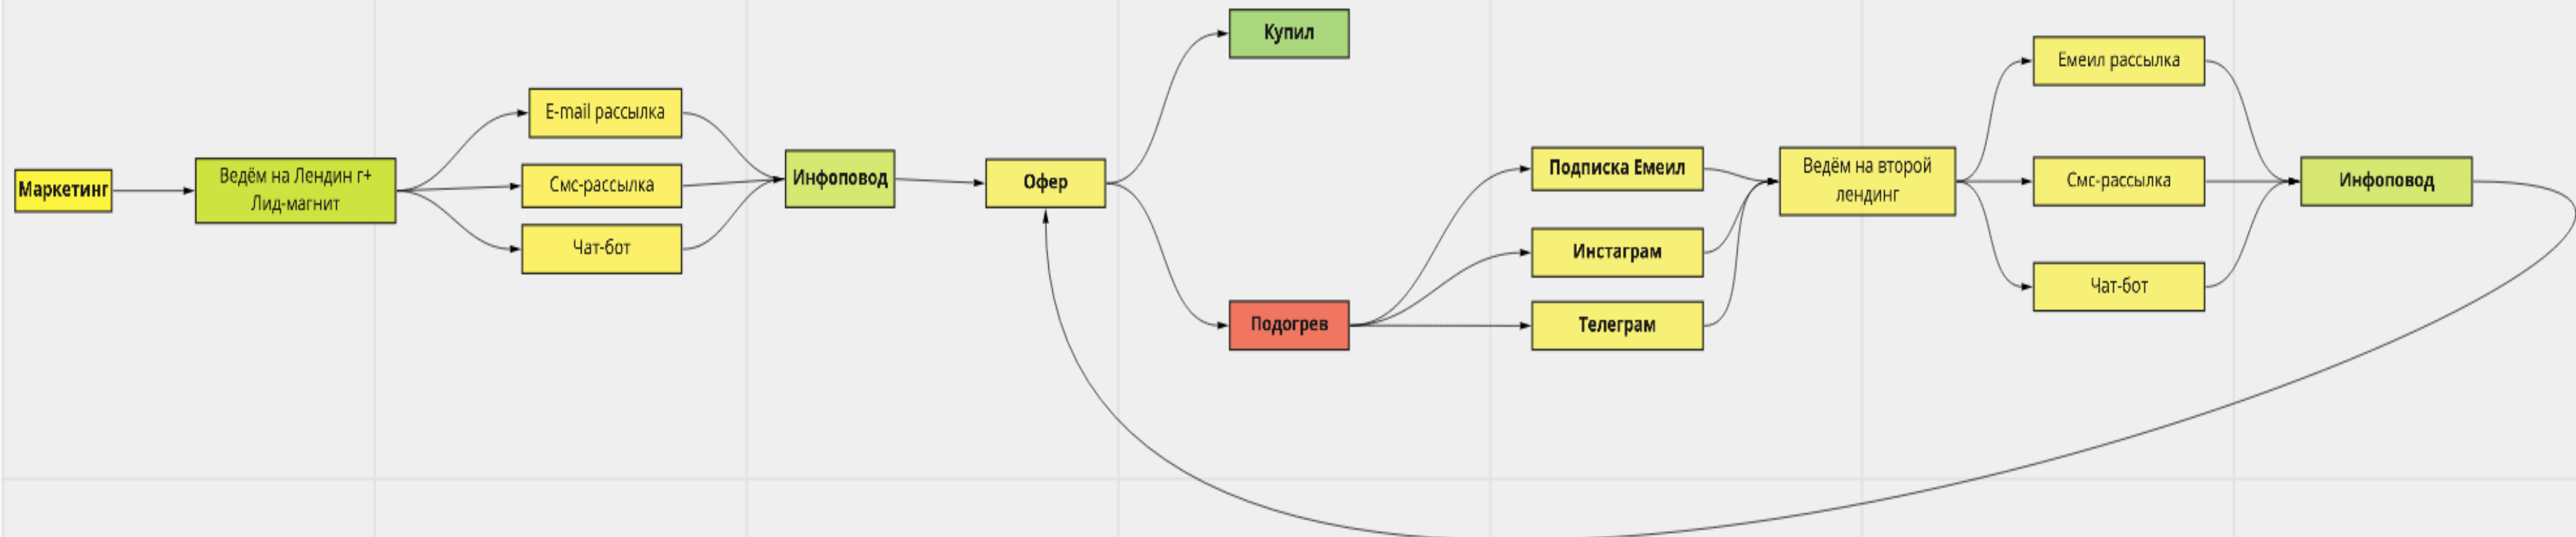 Маркетинг
Ведём на Лендин г+
Лид-магнит
E-mail рассылка
Смс-рассылка
Чат-бот
Инфоповод
Офер
Купил
Подогрев
Подписка Емеил
Инстаграм
Телеграм
Ведём на второй
лендинг
Емеил рассылка
Смс-рассылка
Чат-бот
Инфоповод